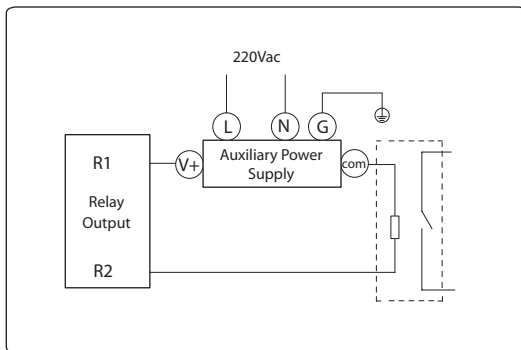 220Vac
L
N
G
R1
V+
Auxiliary Power
Supply
com
Relay
Output
R2